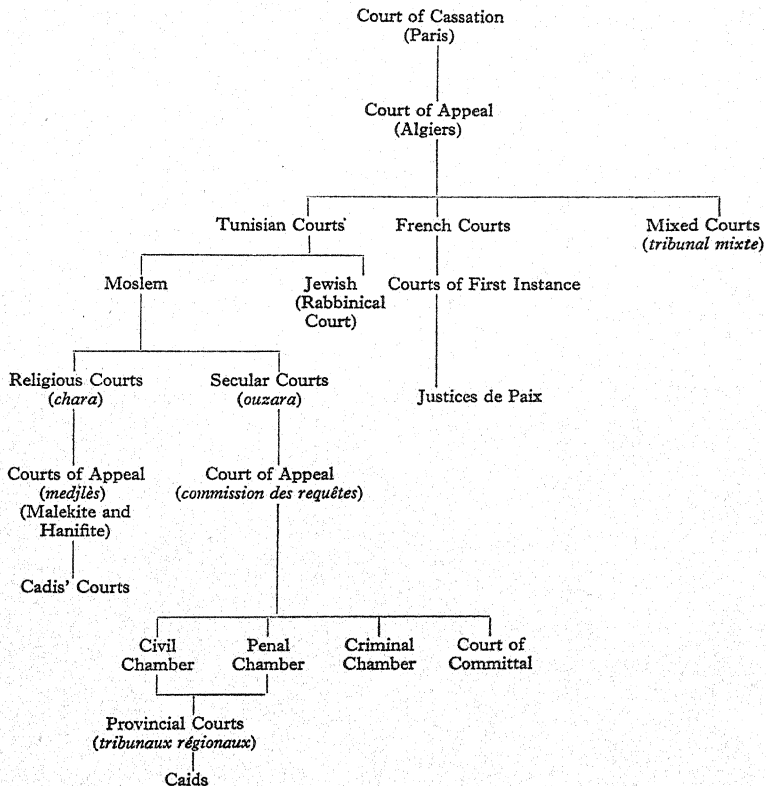 Court of Cassation
(Paris)
Court of Appeal
(Algiers)
Tunisian Courts
French Courts
Mixed Courts
(tribunal mixte)
Moslem
Jewish
(Rabbinical
Court)
Courts of First Instance
Religious Courts
(chara)
Secular Courts
(ouzara)
Justices de Paix
Courts of Appeal
(medjlès)
(Malekite and
Hanifite)
Court of Appeal
(commission des requêtes)
Cadis' Courts
Civil
Chamber
Penal
Chamber
Criminal
Chamber
Court of
Committal
Provincial Courts
(tribunaux régionaux)
Caids